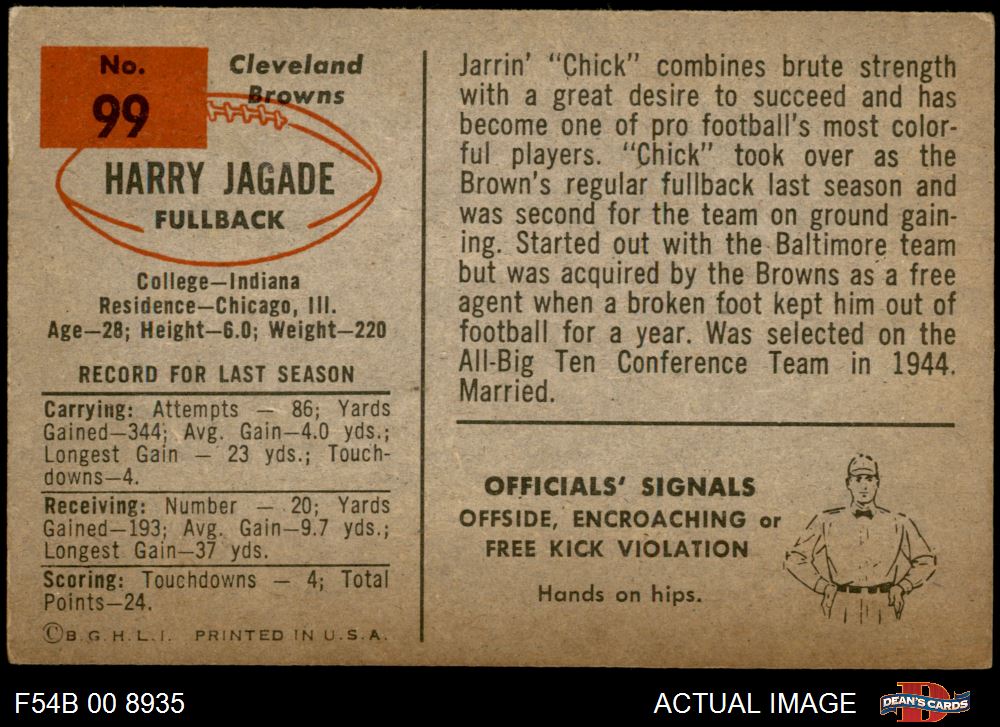 No.
99
Cleveland
Browns
HARRY JAGADE
FULLBACK
College—Indiana
Residence—Chicago, Ill.
Age—28; Height—6.0; Weight—220
RECORD FOR LAST SEASON
Carrying: Attempts — 86; Yards
Gained—344; Avg. Gain—4.0 yds.;
Longest Gain — 23 yds.; Touch-
downs—4.
Receiving: Number — 20; Yards
Gained—193; Avg. Gain—9.7 yds.;
Longest Gain—37 yds.
Scoring: Touchdowns — 4; Total
Points—24.
©B.G.H.L.I. PRINTED IN U.S.A.
Jarrin' "Chick" combines brute strength
with a great desire to succeed and has
become one of pro football's most color-
ful players. "Chick" took over as the
Brown's regular fullback last season and
was second for the team on ground gain-
ing. Started out with the Baltimore team
but was acquired by the Browns as a free
agent when a broken foot kept him out of
football for a year. Was selected on the
All-Big Ten Conference Team in 1944.
Married.
OFFICIALS' SIGNALS
OFFSIDE, ENCROACHING or
FREE KICK VIOLATION
Hands on hips.
F54B 00 8935
ACTUAL IMAGE
DEAN'S CARDS